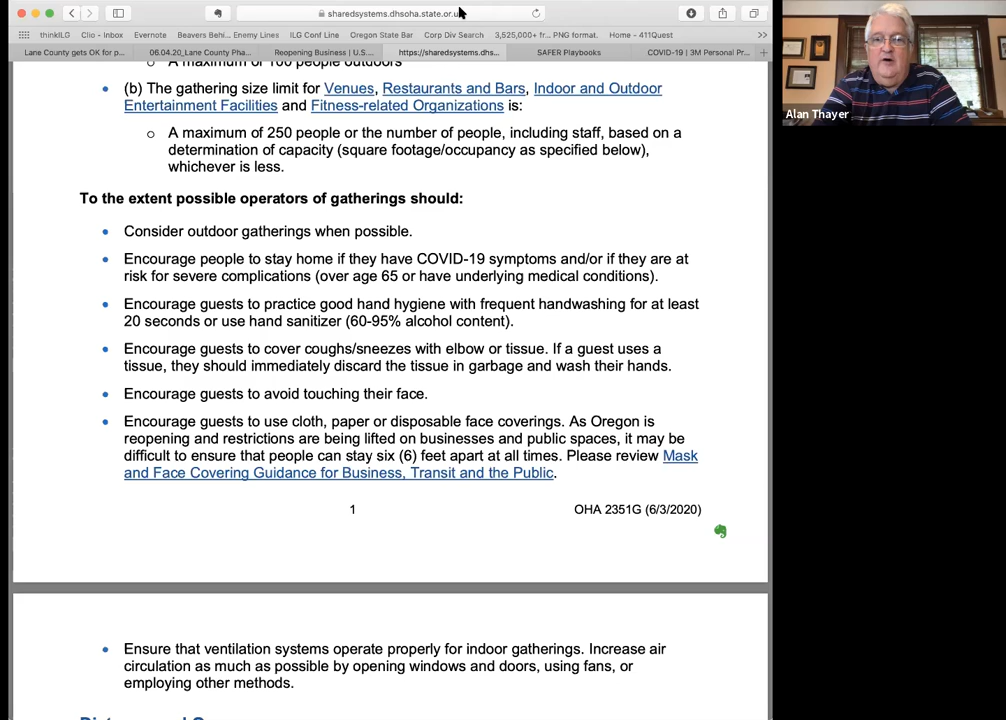 sharedsystems.dhsoha.state.or.u
thinkILG Clio - Inbox Evernote Beavers Behi... Enemy Lines ILG Conf Line Oregon State Bar Corp Div Search 3,525,000+ fr... PNG format. Home - 411Quest
Lane County gets OK for p... 06.04.20_Lane County Pha... Reopening Business | U.S.... https://sharedsystems.dhs... SAFER Playbooks COVID-19 | 3M Personal Pr...
Alan Thayer
o A maximum of 100 people outdoors
• (b) The gathering size limit for Venues, Restaurants and Bars, Indoor and Outdoor
Entertainment Facilities and Fitness-related Organizations is:
o A maximum of 250 people or the number of people, including staff, based on a
determination of capacity (square footage/occupancy as specified below),
whichever is less.
To the extent possible operators of gatherings should:
• Consider outdoor gatherings when possible.
• Encourage people to stay home if they have COVID-19 symptoms and/or if they are at
risk for severe complications (over age 65 or have underlying medical conditions).
• Encourage guests to practice good hand hygiene with frequent handwashing for at least
20 seconds or use hand sanitizer (60-95% alcohol content).
• Encourage guests to cover coughs/sneezes with elbow or tissue. If a guest uses a
tissue, they should immediately discard the tissue in garbage and wash their hands.
• Encourage guests to avoid touching their face.
• Encourage guests to use cloth, paper or disposable face coverings. As Oregon is
reopening and restrictions are being lifted on businesses and public spaces, it may be
difficult to ensure that people can stay six (6) feet apart at all times. Please review Mask
and Face Covering Guidance for Business, Transit and the Public.
1 OHA 2351G (6/3/2020)
• Ensure that ventilation systems operate properly for indoor gatherings. Increase air
circulation as much as possible by opening windows and doors, using fans, or
employing other methods.